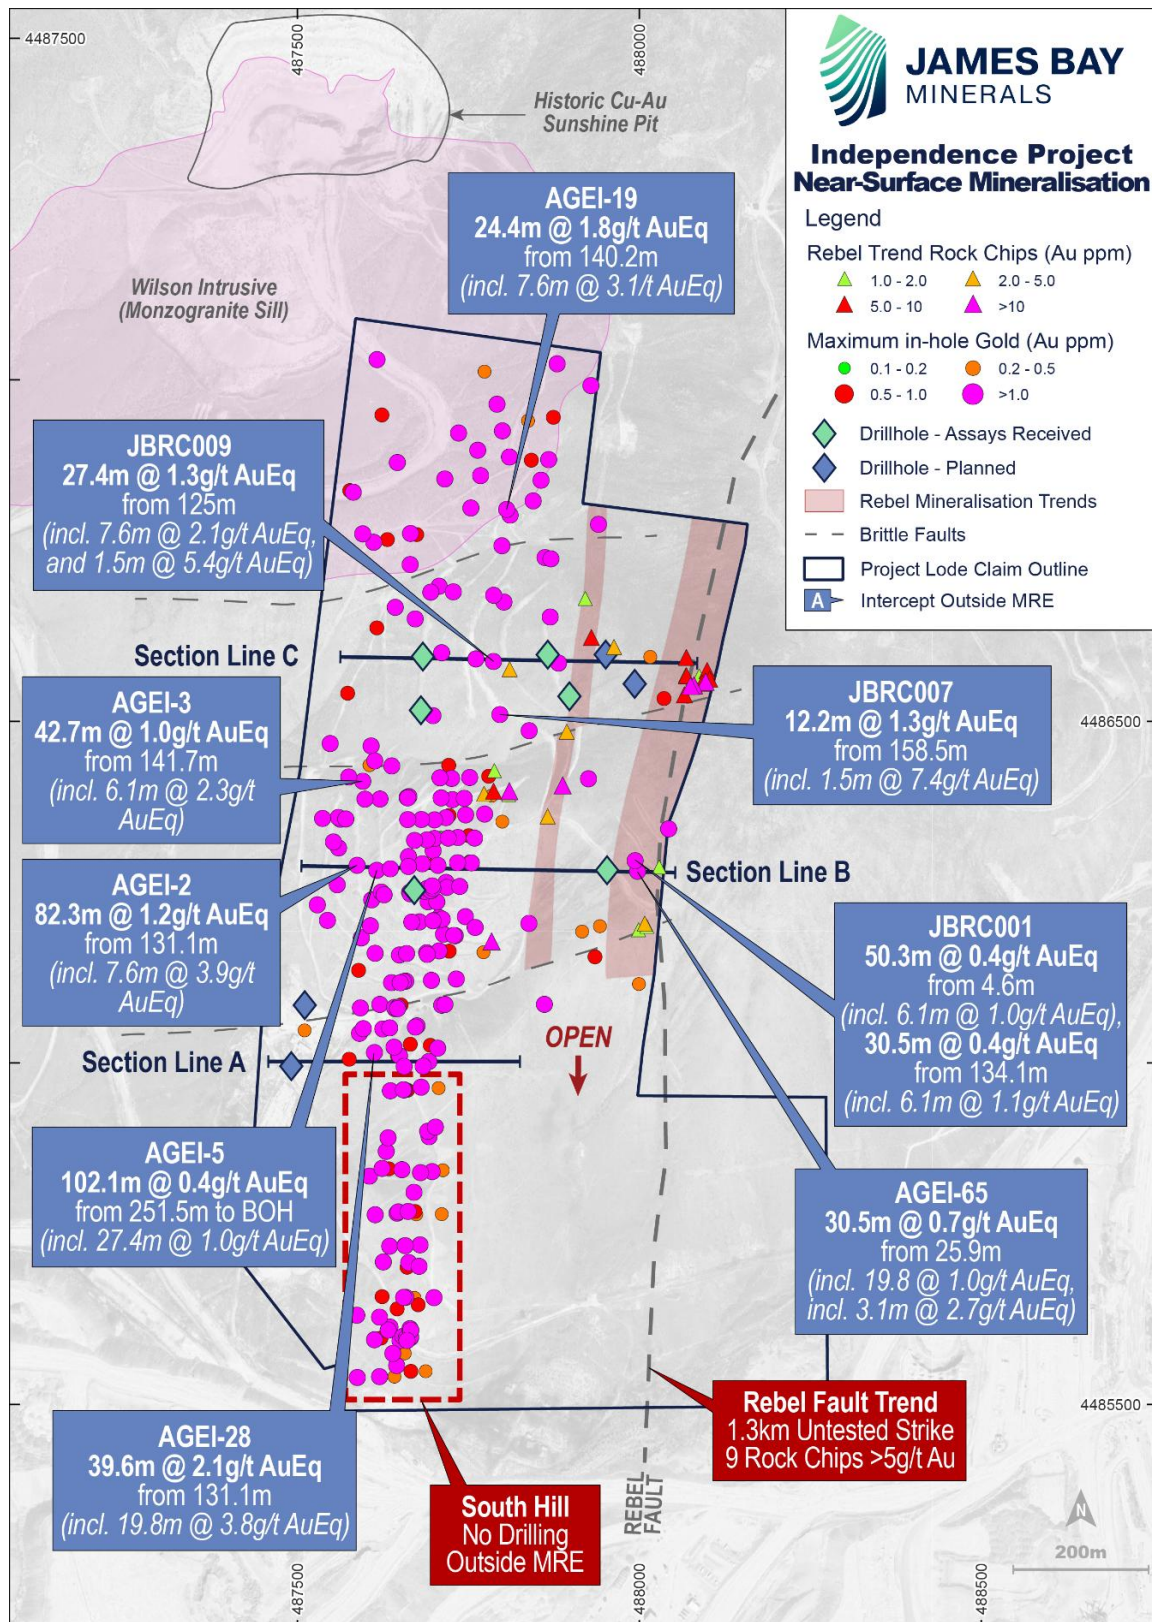 4487500
487500
488000
Historic Cu-Au
Sunshine Pit
JAMES BAY
MINERALS
Independence Project
Near-Surface Mineralisation
Legend
Rebel Trend Rock Chips (Au ppm)
1.0 - 2.0
2.0 - 5.0
5.0 - 10
>10
Maximum in-hole Gold (Au ppm)
0.1 - 0.2
0.2 - 0.5
0.5 - 1.0
>1.0
Drillhole - Assays Received
Drillhole - Planned
Rebel Mineralisation Trends
Brittle Faults
Project Lode Claim Outline
A
Intercept Outside MRE
AGEI-19
24.4m @ 1.8g/t AuEq
from 140.2m
(incl. 7.6m @ 3.1/t AuEq)
Wilson Intrusive
(Monzogranite Sill)
JBRC009
27.4m @ 1.3g/t AuEq
from 125m
(incl. 7.6m @ 2.1g/t AuEq,
and 1.5m @ 5.4g/t AuEq)
Section Line C
AGEI-3
42.7m @ 1.0g/t AuEq
from 141.7m
(incl. 6.1m @ 2.3g/t
AuEq)
JBRC007
12.2m @ 1.3g/t AuEq
from 158.5m
(incl. 1.5m @ 7.4g/t AuEq)
4486500
AGEI-2
82.3m @ 1.2g/t AuEq
from 131.1m
(incl. 7.6m @ 3.9g/t
AuEq)
Section Line B
JBRC001
50.3m @ 0.4g/t AuEq
from 4.6m
(incl. 6.1m @ 1.0g/t AuEq),
30.5m @ 0.4g/t AuEq
from 134.1m
(incl. 6.1m @ 1.1g/t AuEq)
OPEN
Section Line A
AGEI-5
102.1m @ 0.4g/t AuEq
from 251.5m to BOH
(incl. 27.4m @ 1.0g/t AuEq)
AGEI-65
30.5m @ 0.7g/t AuEq
from 25.9m
(incl. 19.8 @ 1.0g/t AuEq,
incl. 3.1m @ 2.7g/t AuEq)
Rebel Fault Trend
1.3km Untested Strike
9 Rock Chips >5g/t Au
4485500
AGEI-28
39.6m @ 2.1g/t AuEq
from 131.1m
(incl. 19.8m @ 3.8g/t AuEq)
South Hill
No Drilling
Outside MRE
REBEL
FAULT
N
200m
487500
488000
488500